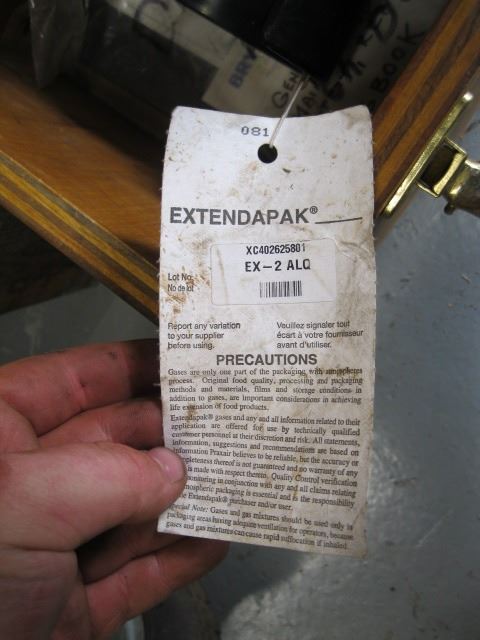 BRY
GEN
MAN
BOOK
081
EXTENDAPAK®
XC402625801
EX-2 ALQ
Lot No.
No de lot
Report any variation
to your supplier
before using.
Veuillez signaler tout
écart à votre fournisseur
avant d'utiliser.
PRECAUTIONS
Gases are only one part of the packaging with atmospheres
process. Original food quality, processing and packaging
methods and materials, films and storage conditions in
addition to gases, are important considerations in achieving
life extension of food products.
Extendapak® gases and any and all information related to their
application are offered for use by technically qualified
customer personnel at their discretion and risk. All statements,
information, suggestions and recommendations are based on
information Praxair believes to be reliable, but the accuracy or
completeness thereof is not guaranteed and no warranty of any
is made with respect thereto. Quality Control verification
monitoring in conjunction with any and all claims relating
atmospheric packaging is essential and is the responsibility
the Extendapak® purchaser and/or user.
Special Note: Gases and gas mixtures should be used only in
packaging areas having adequate ventilation for operators, because
gases and gas mixtures can cause rapid suffocation if inhaled.